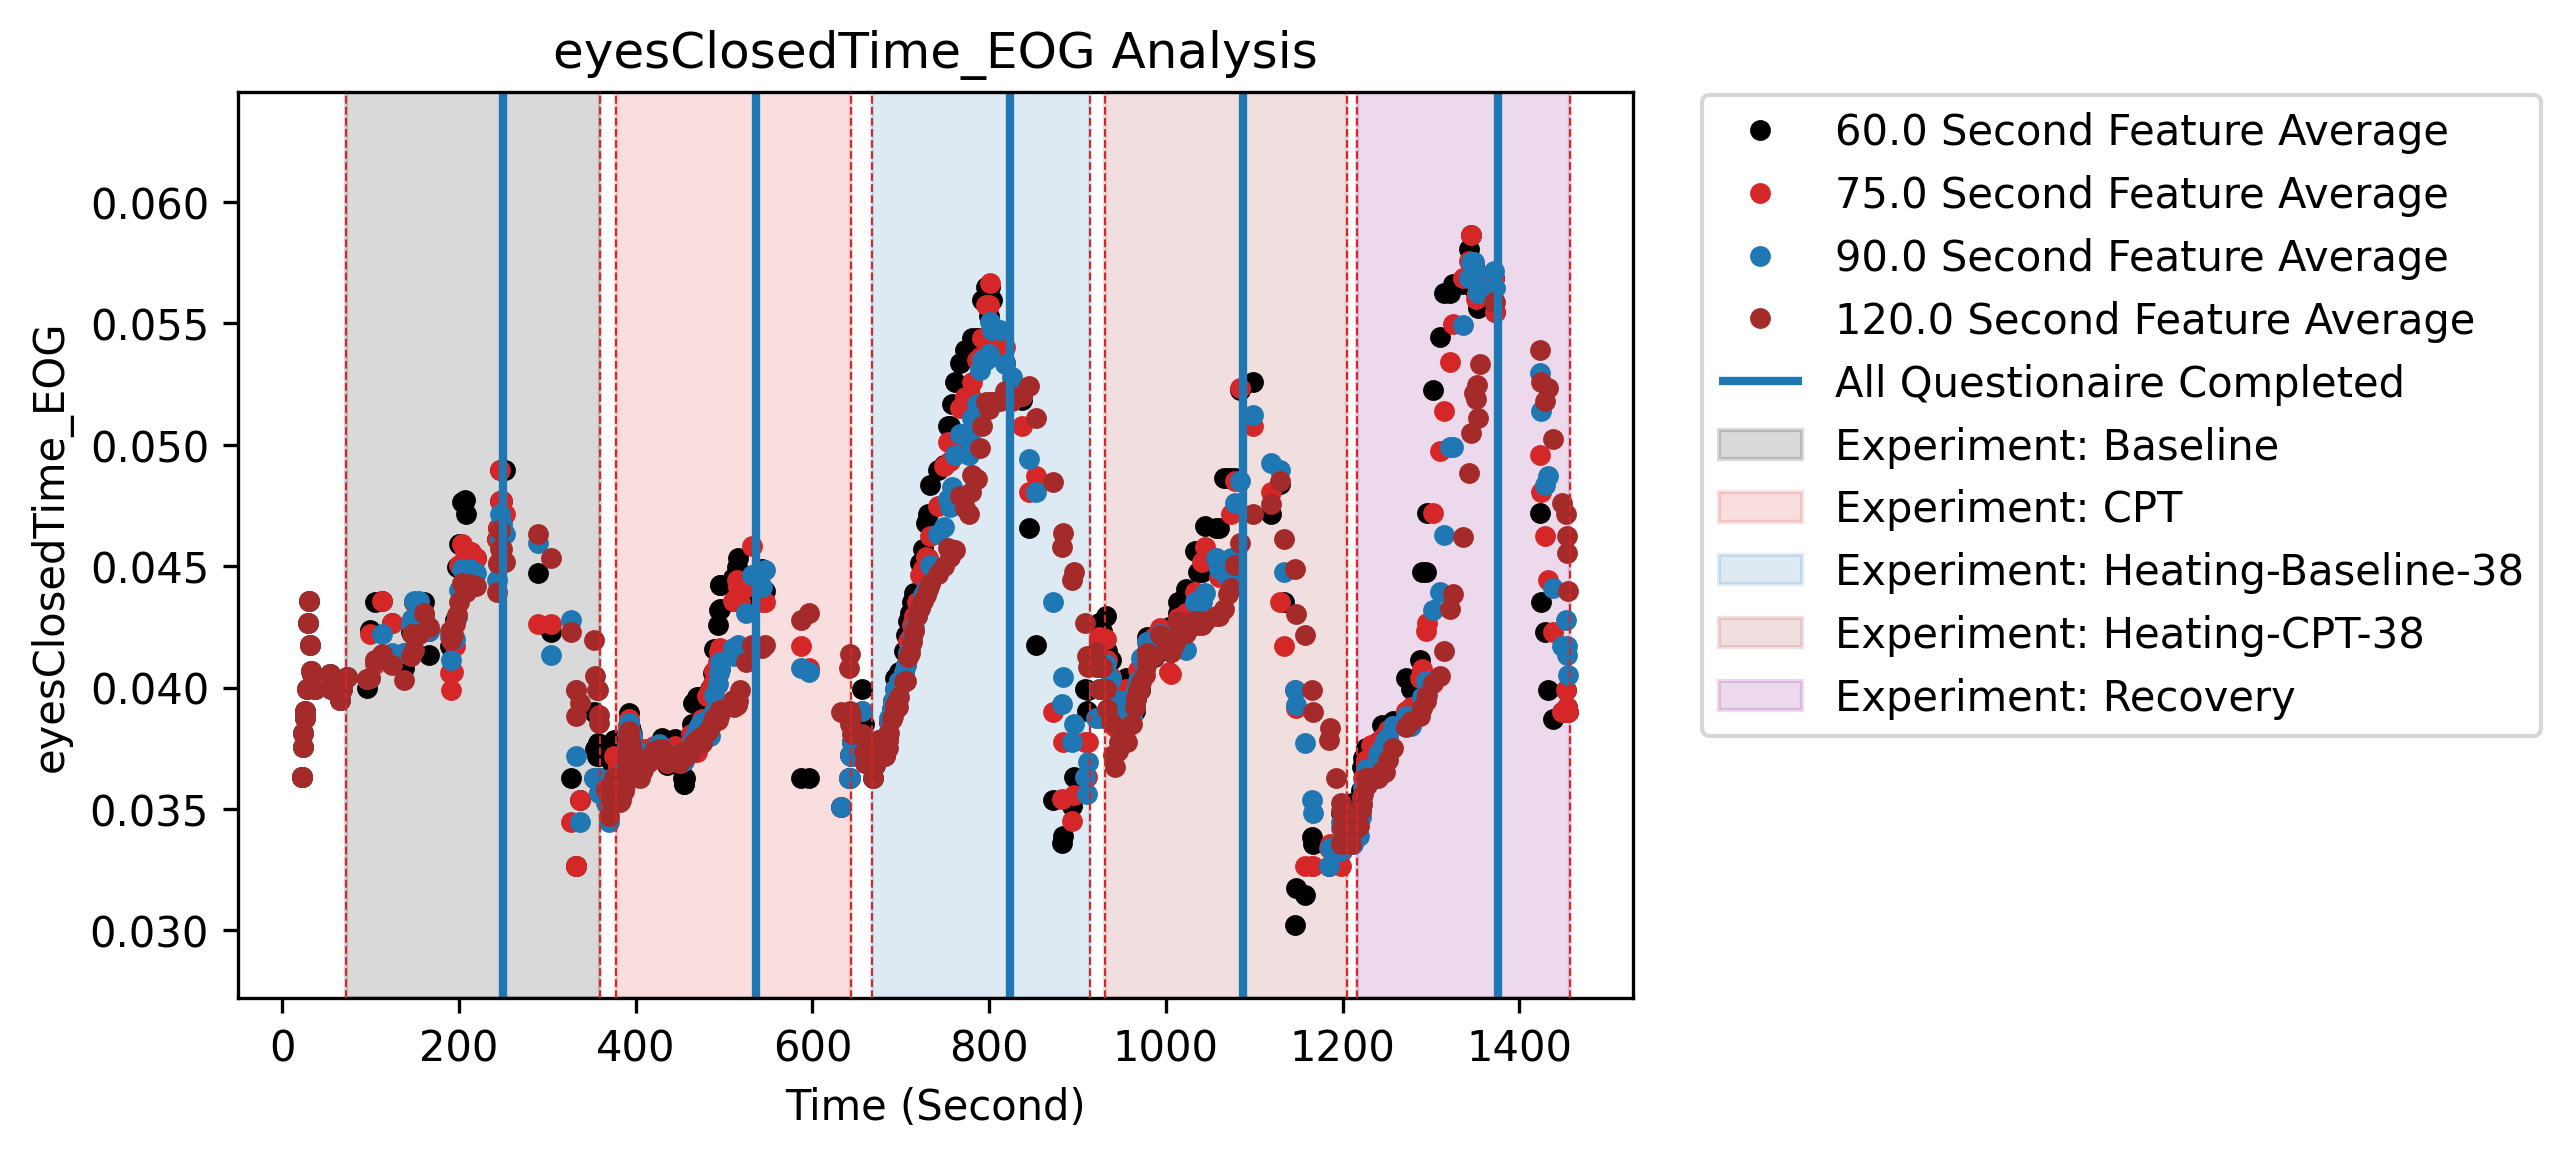 eyesClosedTime_EOG Analysis
eyesClosedTime_EOG
0.060
0.055
0.050
0.045
0.040
0.035
0.030
0 200 400 600 800 1000 1200 1400
Time (Second)
60.0 Second Feature Average
75.0 Second Feature Average
90.0 Second Feature Average
120.0 Second Feature Average
All Questionaire Completed
Experiment: Baseline
Experiment: CPT
Experiment: Heating-Baseline-38
Experiment: Heating-CPT-38
Experiment: Recovery